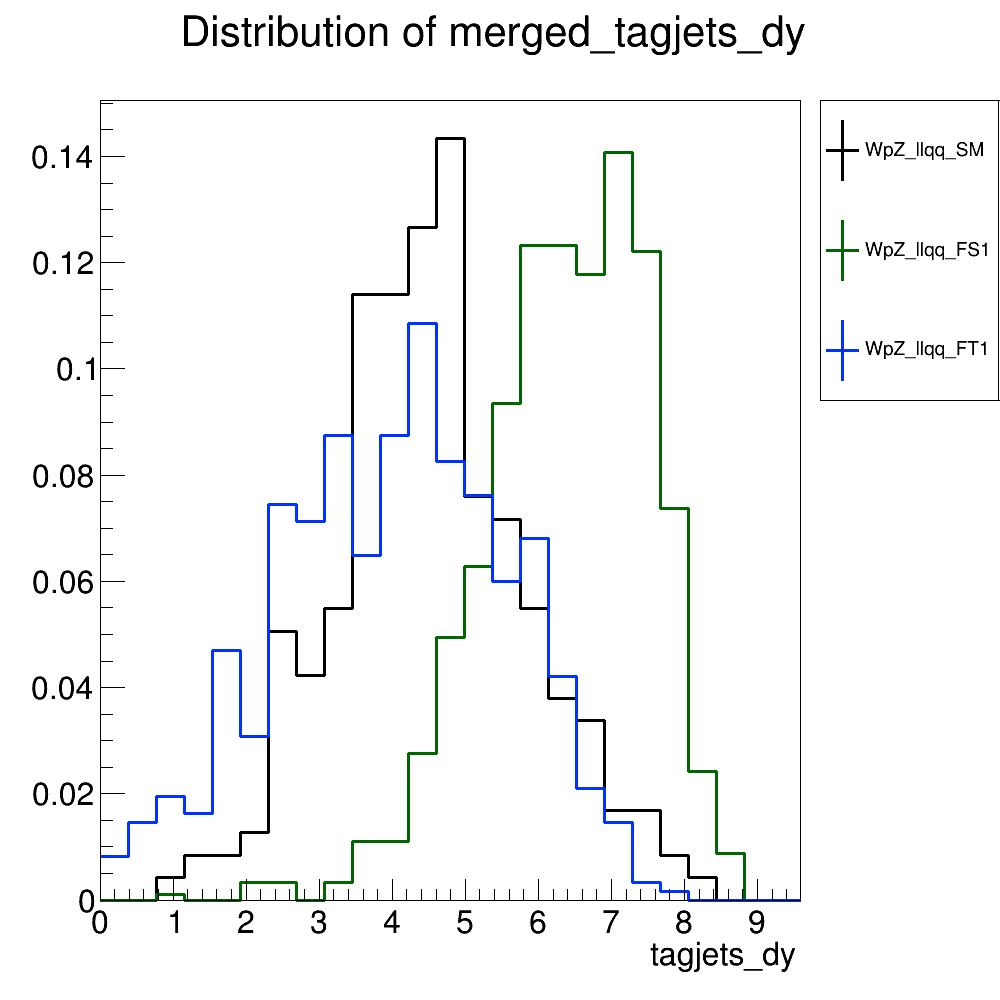 Distribution of merged_tagjets_dy
WpZ_llqq_SM
WpZ_llqq_FS1
WpZ_llqq_FT1
0.14
0.12
0.1
0.08
0.06
0.04
0.02
0
0 1 2 3 4 5 6 7 8 9
tagjets_dy